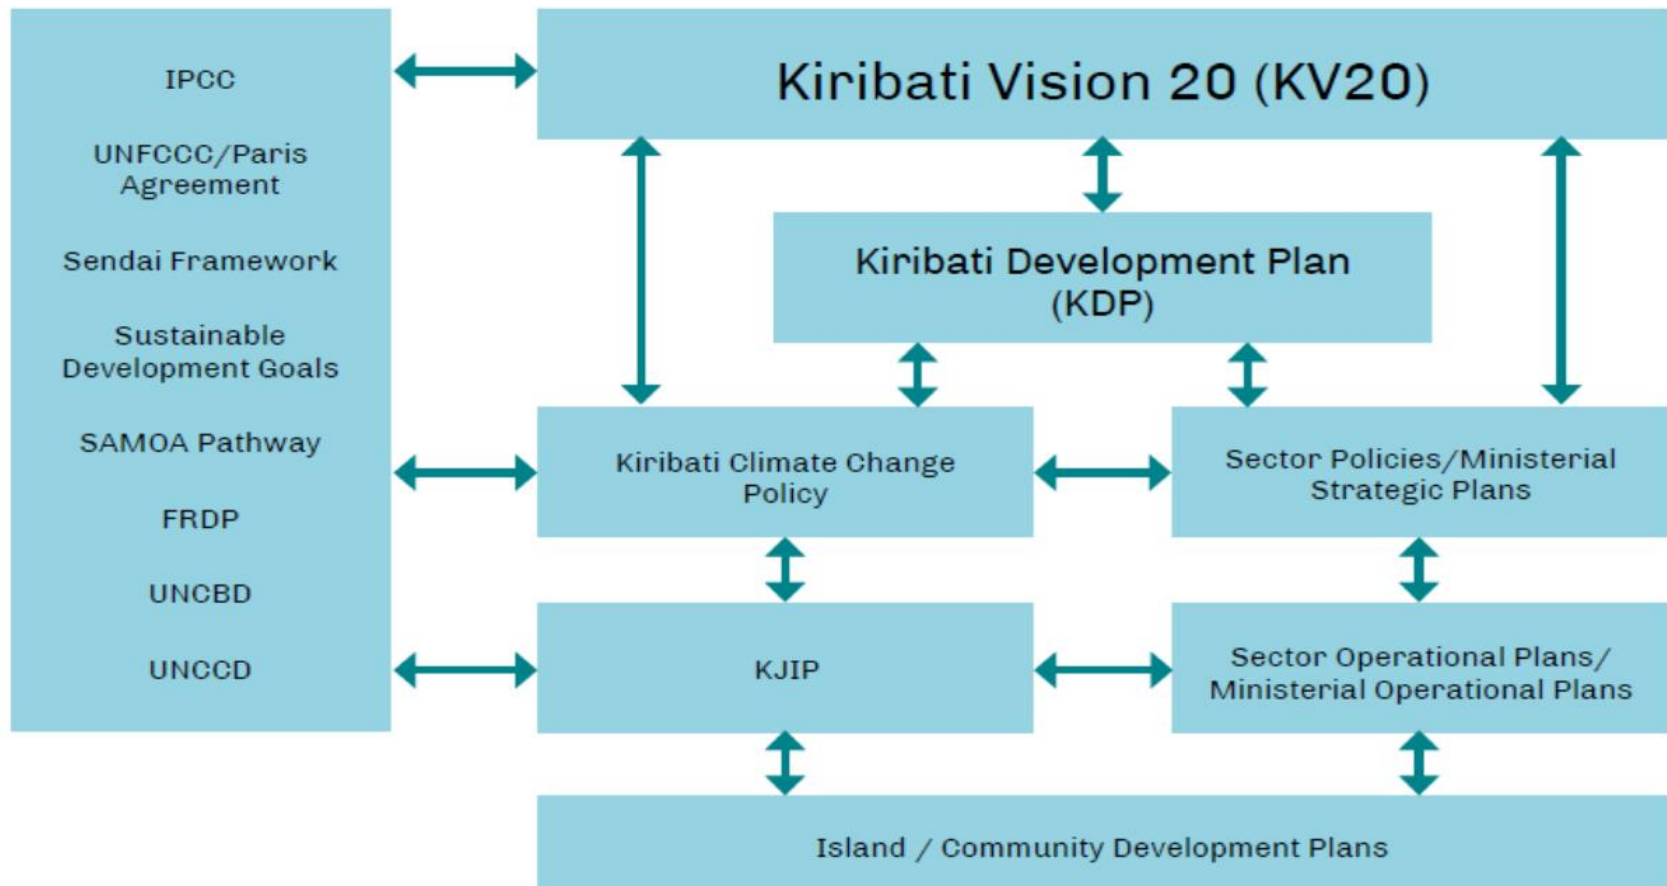 IPCC
UNFCCC/Paris
Agreement
Sendai Framework
Sustainable
Development Goals
SAMOA Pathway
FRDP
UNCBD
UNCCD
Kiribati Vision 20 (KV20)
Kiribati Development Plan
(KDP)
Kiribati Climate Change
Policy
Sector Policies/Ministerial
Strategic Plans
KJIP
Sector Operational Plans/
Ministerial Operational Plans
Island / Community Development Plans